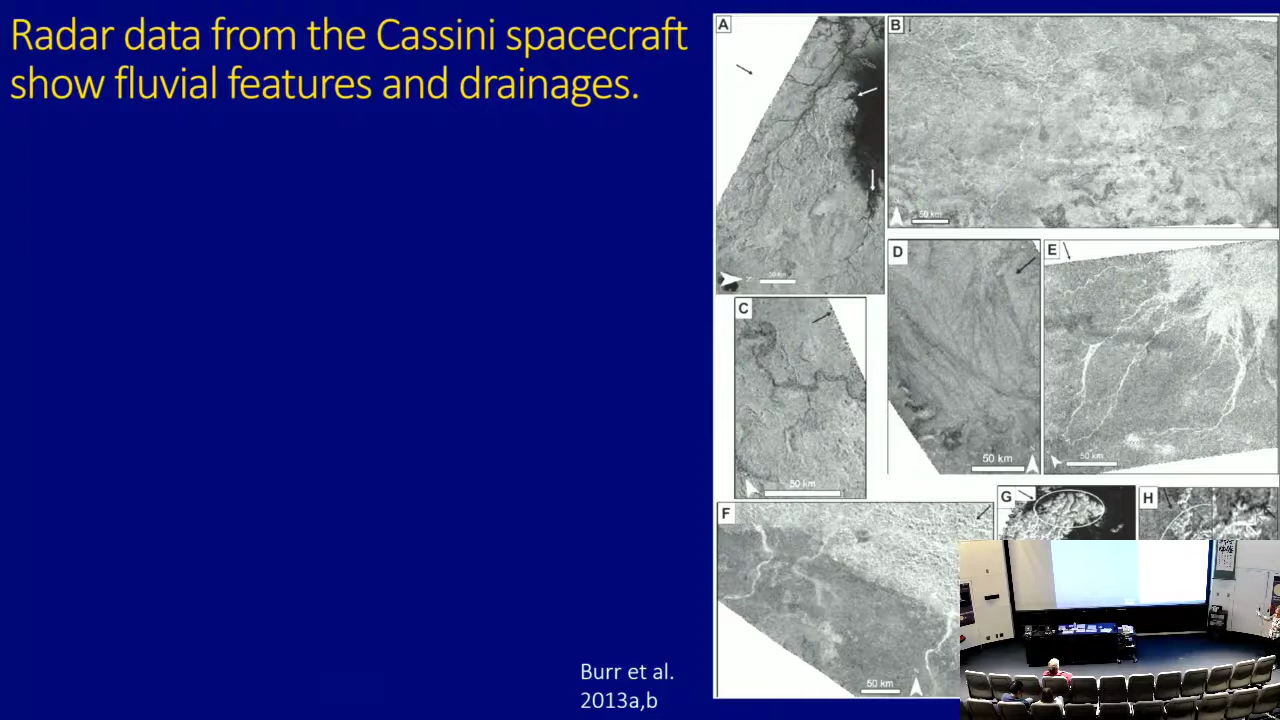 Radar data from the Cassini spacecraft
show fluvial features and drainages.
A
B
50 km
N
50 km
C
D
E
50 km
50 km
50 km
F
G
H
50 km
N
Burr et al.
2013a,b